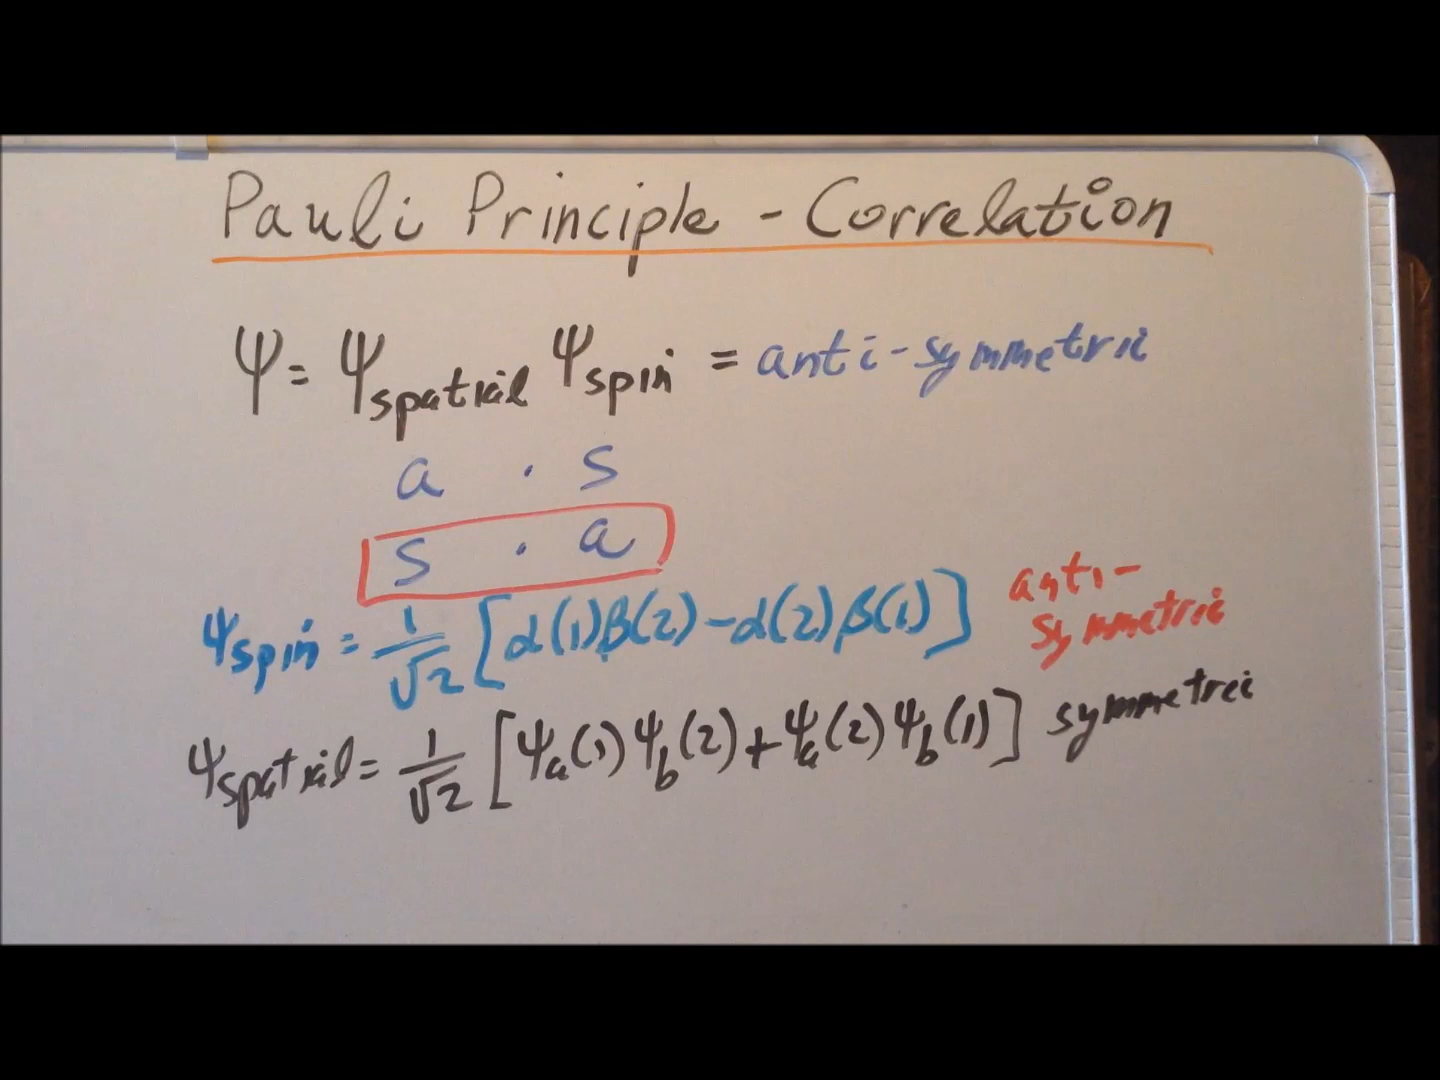 Pauli Principle - Correlation
Ψ = Ψspatial Ψspin = anti-symmetric
a · s
s · a
Ψspin = 1/√2 [α(1)β(2) - α(2)β(1)] anti-symmetric
Ψspatial = 1/√2 [Ψa(1)Ψb(2) + Ψa(2)Ψb(1)] symmetric